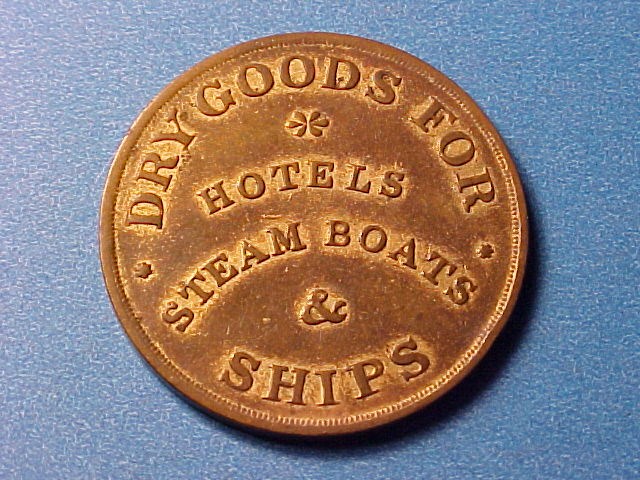 DRY GOODS FOR
HOTELS
STEAM BOATS
&
SHIPS